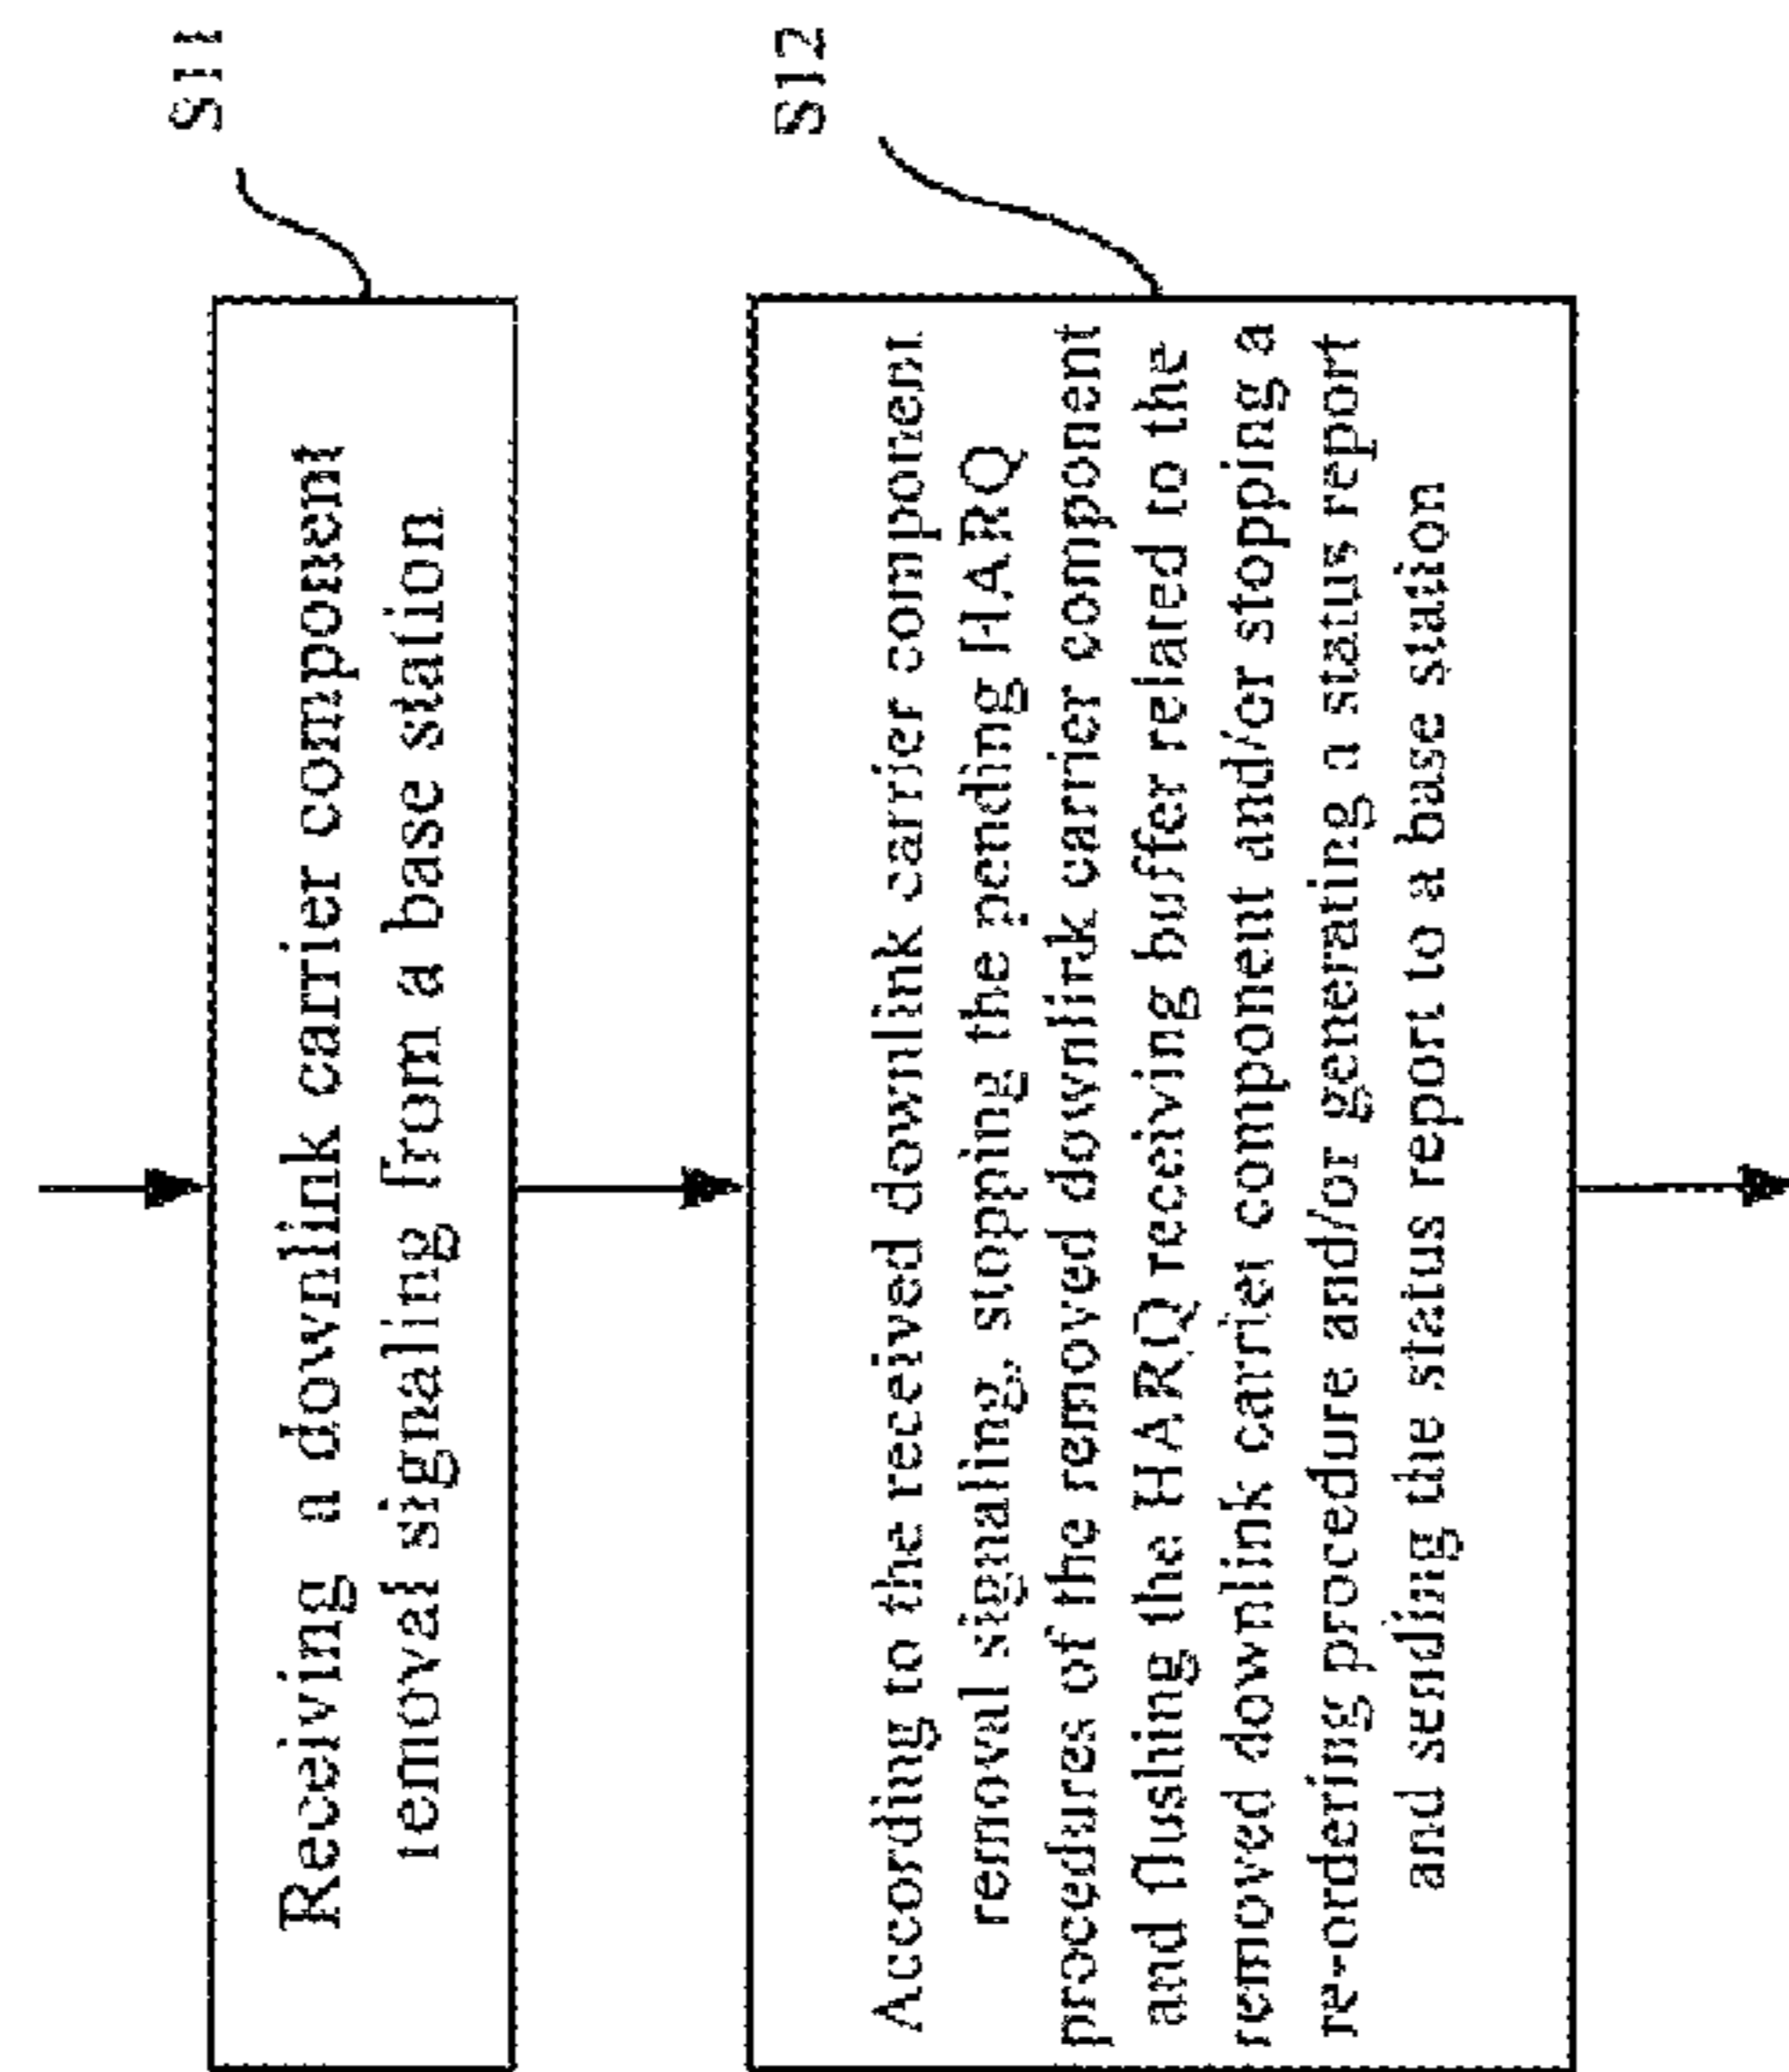 S11
Receiving a downlink carrier component
removal signaling from a base station
S12
According to the received downlink carrier component
removal signaling, stopping the pending HARQ
procedures of the removed downlink carrier component
and flushing the HARQ receiving buffer related to the
removed downlink carrier component and/or stopping a
re-ordering procedure and/or generating a status report
and sending the status report to a base station